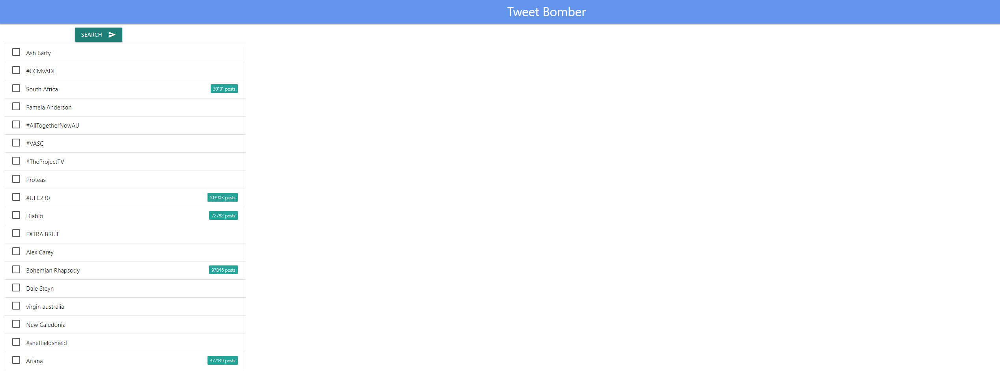 Tweet Bomber
SEARCH
Ash Barty
#CCMvADL
South Africa 30191 posts
Pamela Anderson
#AllTogetherNowAU
#VASC
#TheProjectTV
Proteas
#UFC230 103903 posts
Diablo 72782 posts
EXTRA BRUT
Alex Carey
Bohemian Rhapsody 97846 posts
Dale Steyn
virgin australia
New Caledonia
#sheffieldshield
Ariana 377139 posts